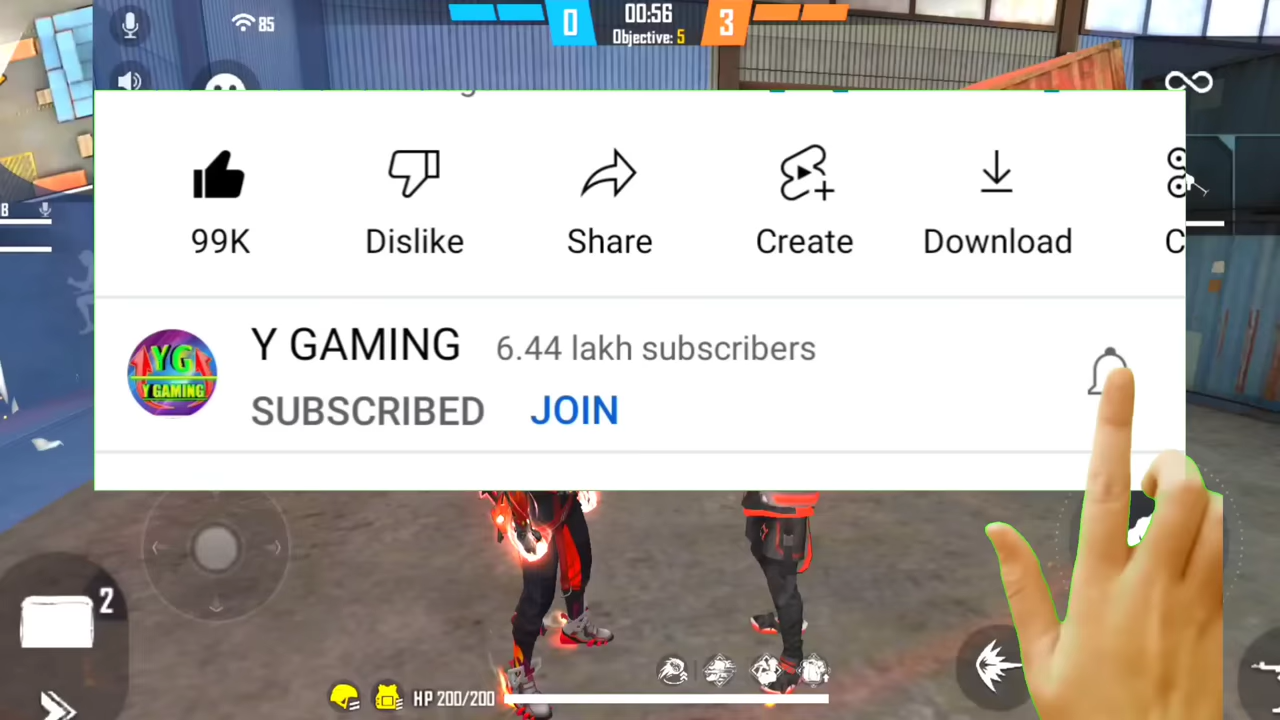 85
0
00:56
Objective: 5
3
8
99K
Dislike
Share
Create
Download
C
YG
Y GAMING
Y GAMING
6.44 lakh subscribers
SUBSCRIBED
JOIN
2
HP 200/200